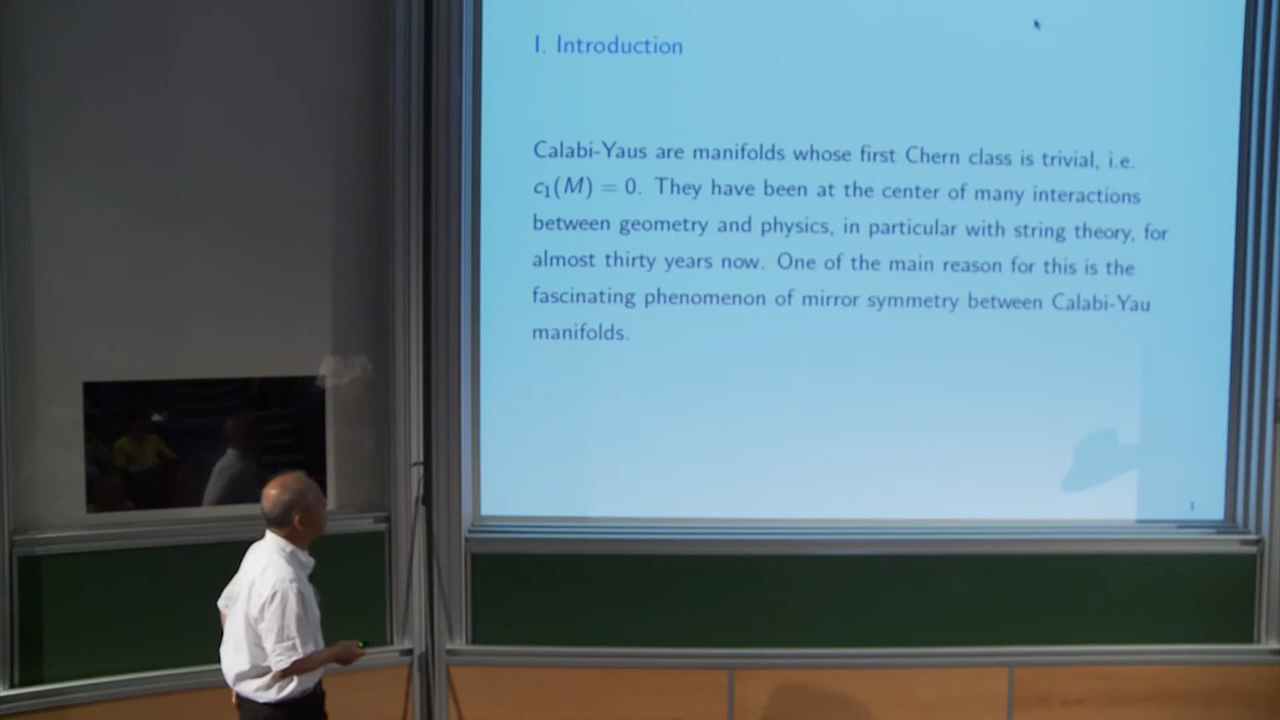 I. Introduction
Calabi-Yaus are manifolds whose first Chern class is trivial, i.e.
c₁(M) = 0. They have been at the center of many interactions
between geometry and physics, in particular with string theory, for
almost thirty years now. One of the main reason for this is the
fascinating phenomenon of mirror symmetry between Calabi-Yau
manifolds.
1